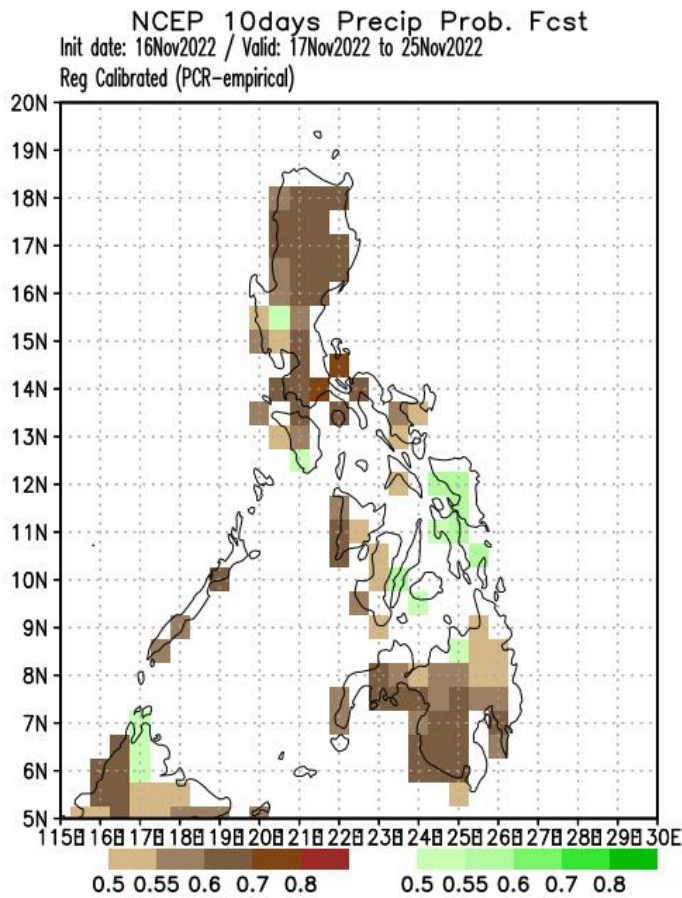 NCEP 10days Precip Prob. Fcst
Init date: 16Nov2022 / Valid: 17Nov2022 to 25Nov2022
Reg Calibrated (PCR-empirical)
20N
19N
18N
17N
16N
15N
14N
13N
12N
11N
10N
9N
8N
7N
6N
5N
115E 116E 117E 118E 119E 120E 121E 122E 123E 124E 125E 126E 127E 128E 129E 130E
0.5 0.55 0.6 0.7 0.8 0.5 0.55 0.6 0.7 0.8